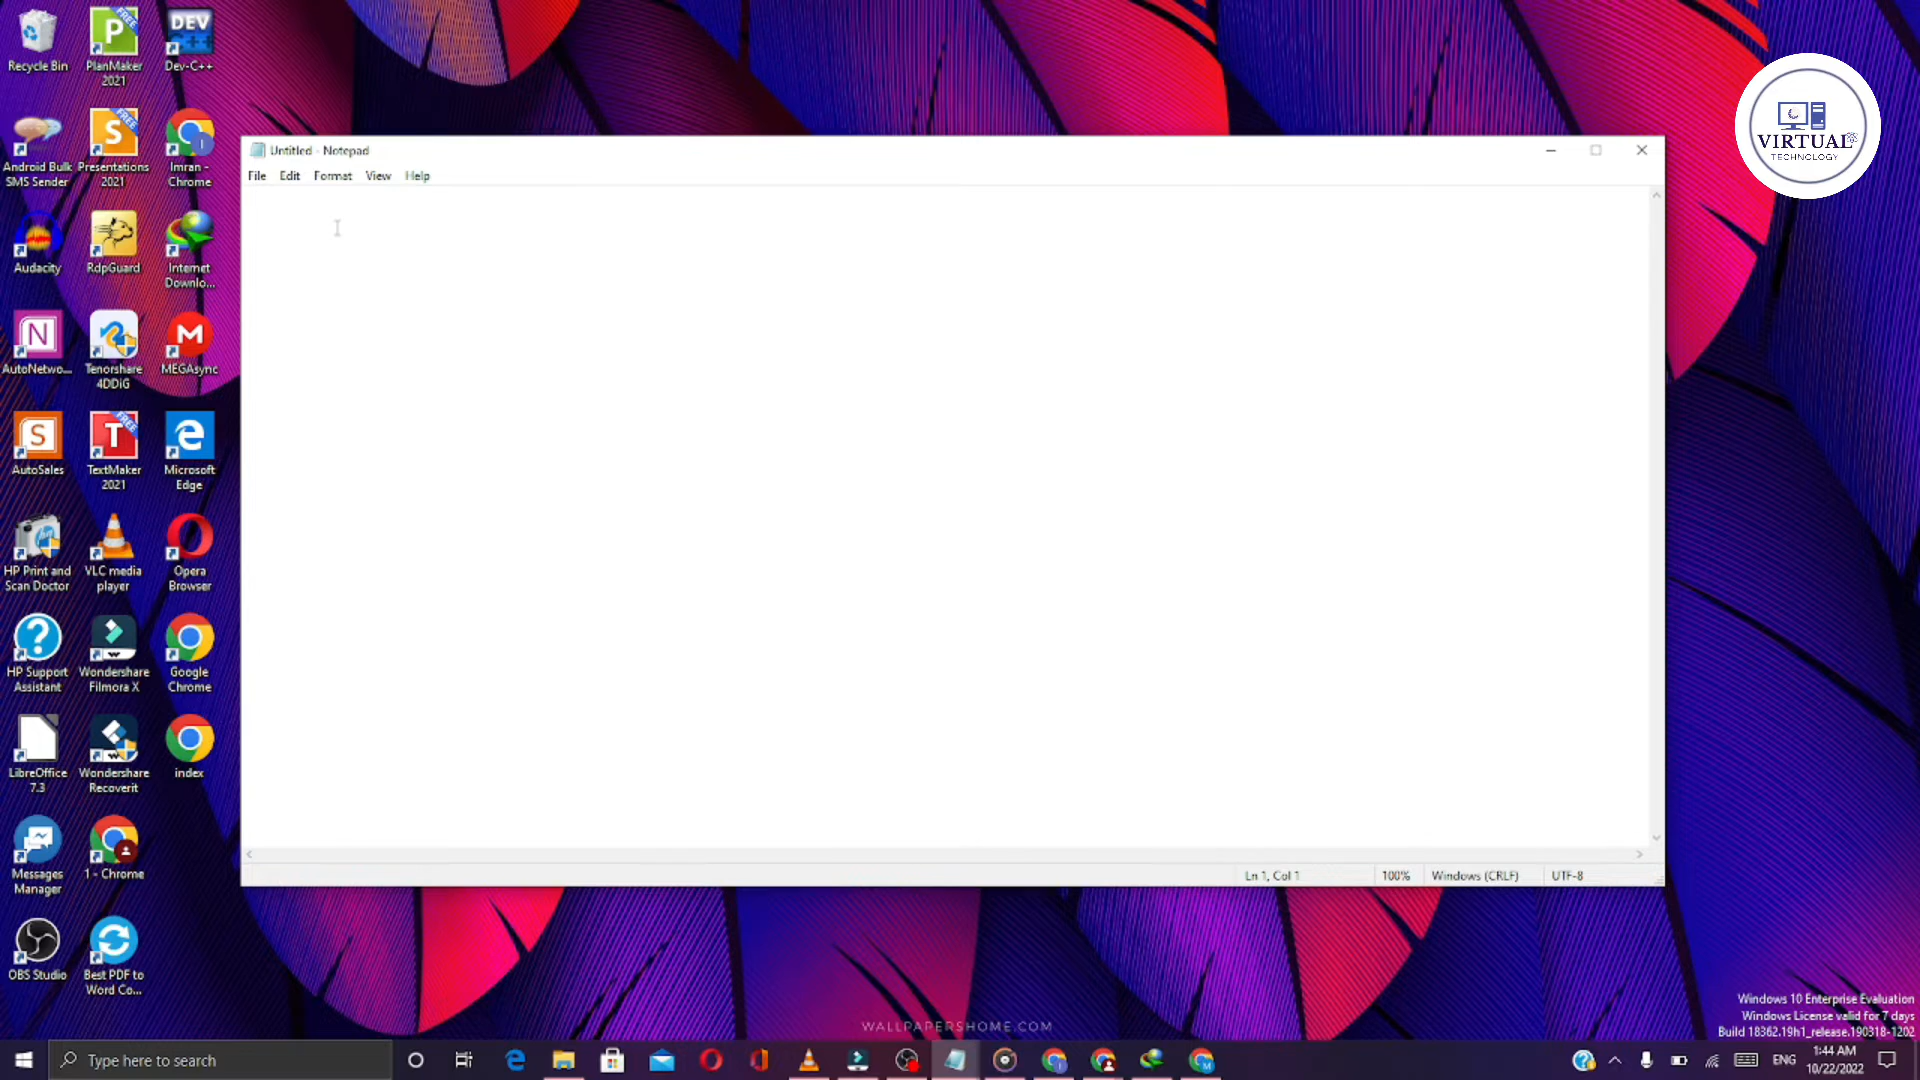 Recycle Bin
PlanMaker
2021
Dev-C++
Android Bulk
SMS Sender
Presentations
2021
Imran -
Chrome
Audacity
RdpGuard
Internet
Downlo...
AutoNetwo...
Tenorshare
4DDiG
MEGAsync
AutoSales
TextMaker
2021
Microsoft
Edge
HP Print and
Scan Doctor
VLC media
player
Opera
Browser
HP Support
Assistant
Wondershare
Filmora X
Google
Chrome
LibreOffice
7.3
Wondershare
Recoverit
index
Messages
Manager
1 - Chrome
OBS Studio
Best PDF to
Word Co...
Untitled - Notepad
File Edit Format View Help
Ln 1, Col 1 100% Windows (CRLF) UTF-8
VIRTUAL
TECHNOLOGY
WALLPAPERSHOME.COM
Windows 10 Enterprise Evaluation
Windows License valid for 7 days
Build 18362.19h1_release.190318-1202
Type here to search
ENG
1:44 AM
10/22/2022